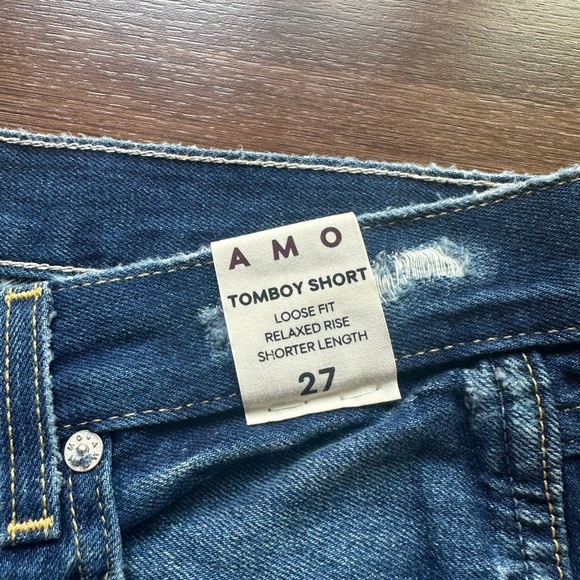 AMO
TOMBOY SHORT
LOOSE FIT
RELAXED RISE
SHORTER LENGTH
27